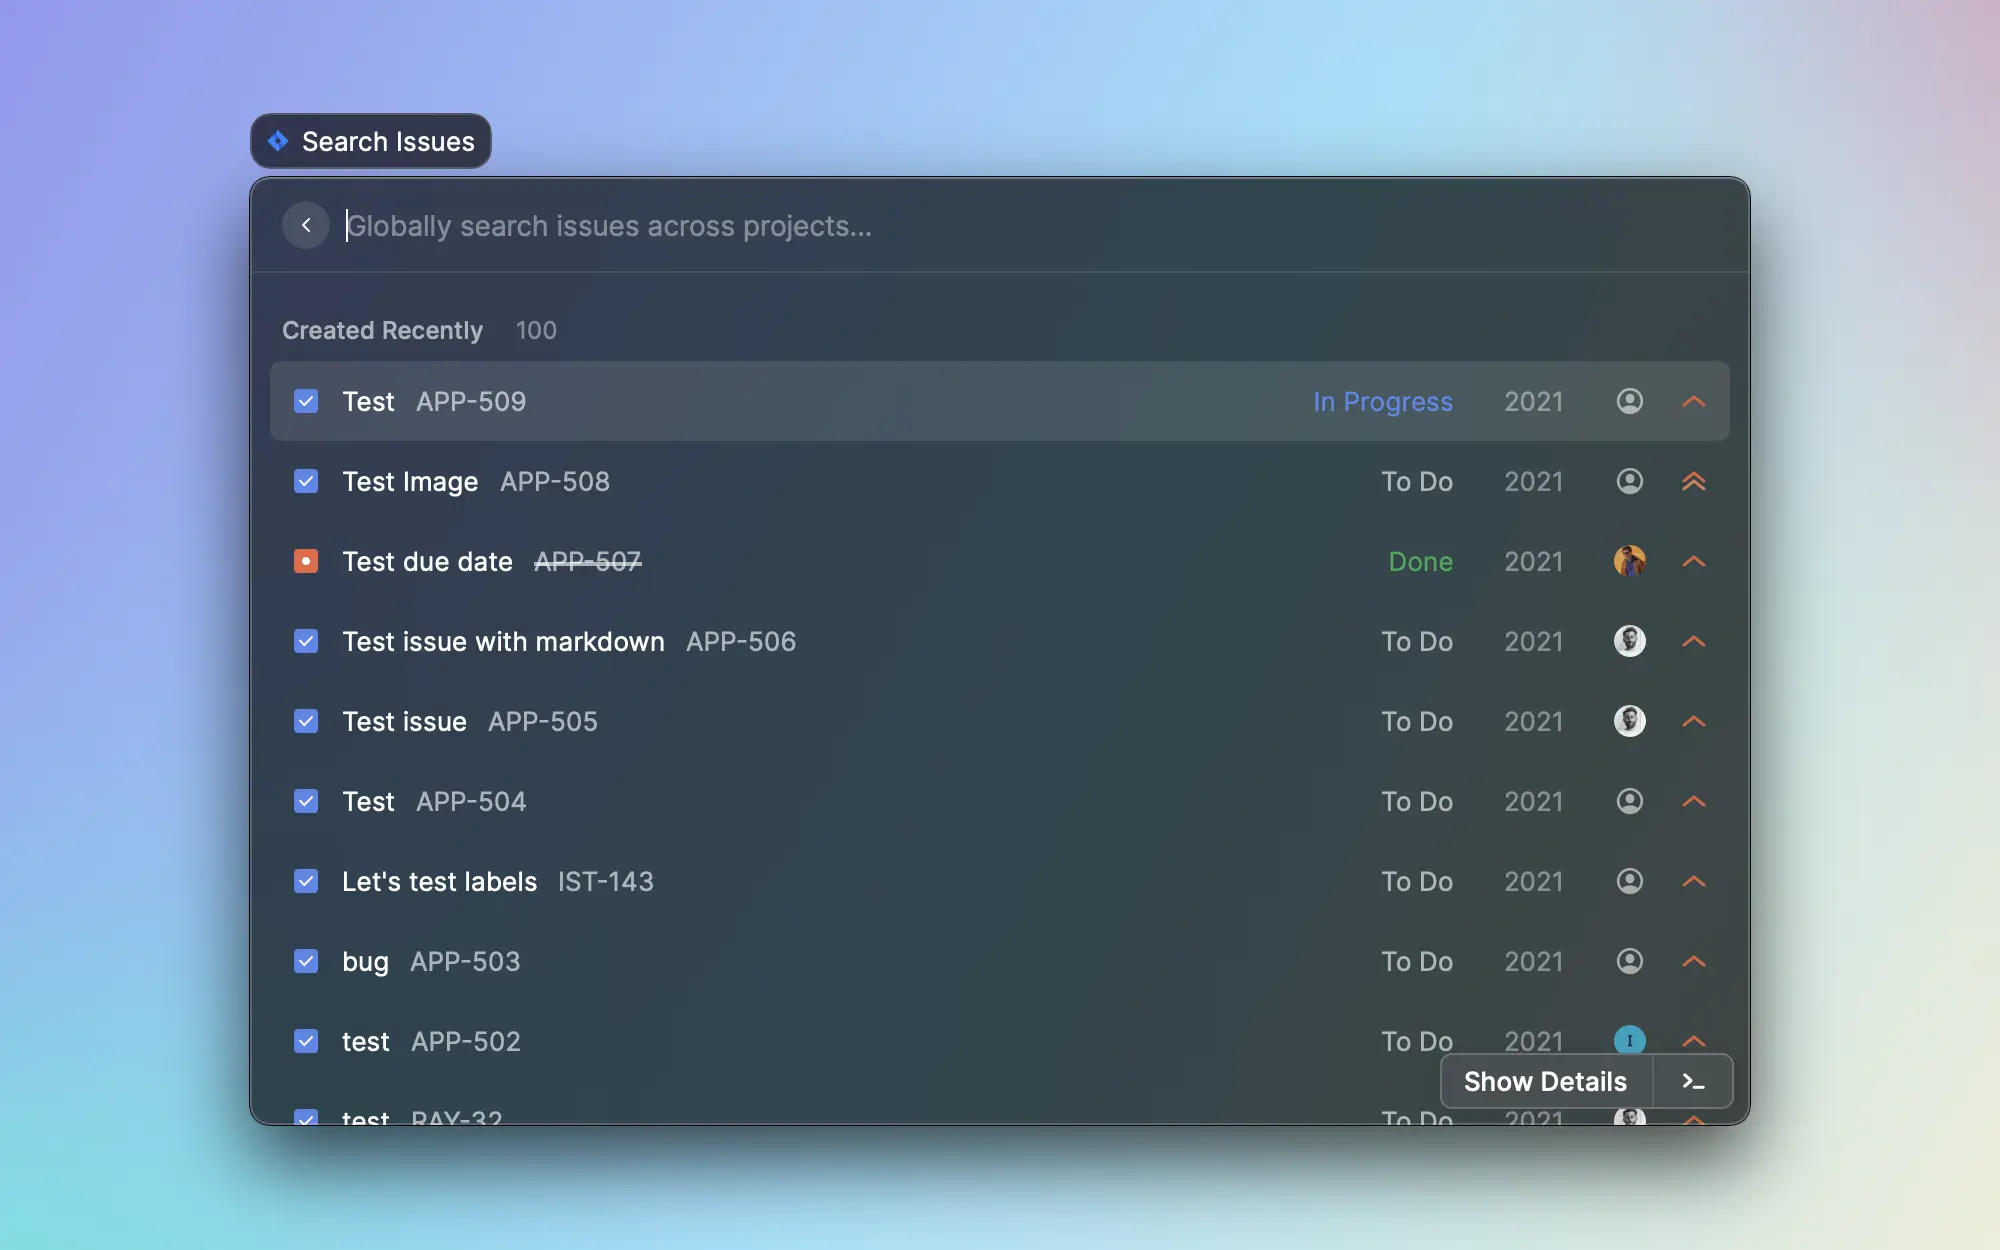 Search Issues
Globally search issues across projects...
Created Recently 100
Test APP-509 In Progress 2021
Test Image APP-508 To Do 2021
Test due date APP-507 Done 2021
Test issue with markdown APP-506 To Do 2021
Test issue APP-505 To Do 2021
Test APP-504 To Do 2021
Let's test labels IST-143 To Do 2021
bug APP-503 To Do 2021
test APP-502 To Do 2021 I
Show Details
test RAY-32 To Do 2021